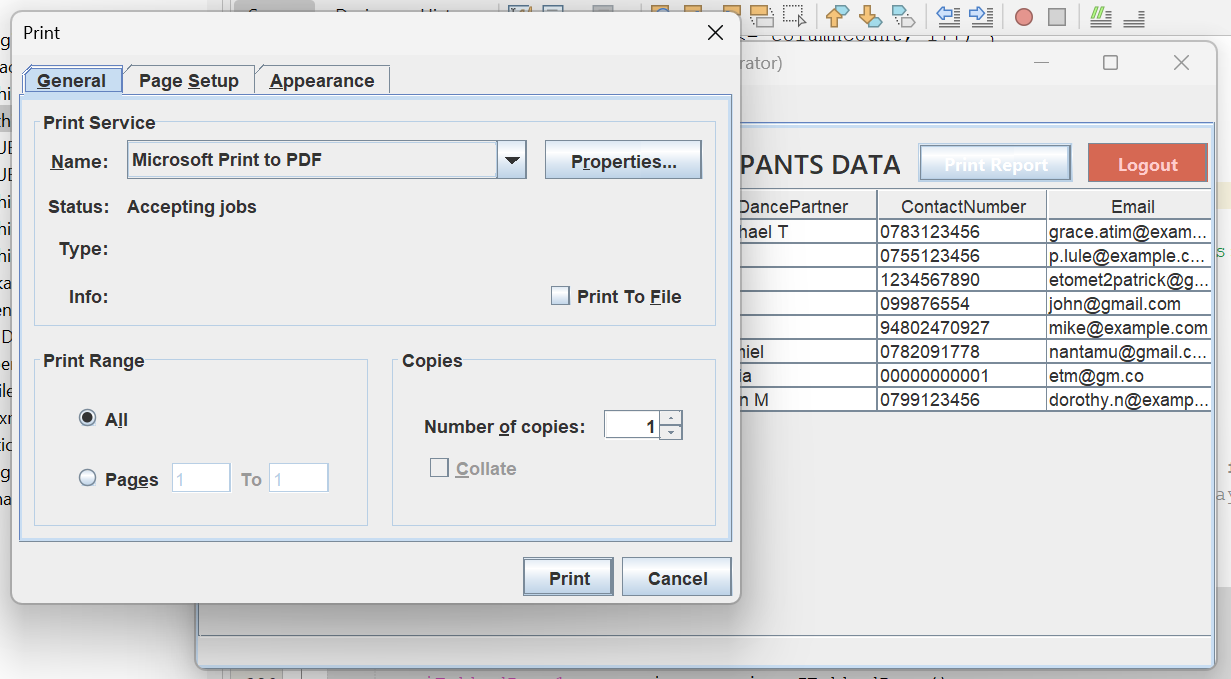 Print
General Page Setup Appearance
Print Service
Name: Microsoft Print to PDF Properties...
Status: Accepting jobs
Type:
Info: Print To File
Print Range
All
Pages 1 To 1
Copies
Number of copies: 1
Collate
Print Cancel
columnCount;
rator)
PANTS DATA Print Report Logout
DancePartner ContactNumber Email
hael T 0783123456 grace.atim@exam...
0755123456 p.lule@example.c...
1234567890 etomet2patrick@g...
099876554 john@gmail.com
94802470927 mike@example.com
niel 0782091778 nantamu@gmail.c...
ia 00000000001 etm@gm.co
n M 0799123456 dorothy.n@examp...